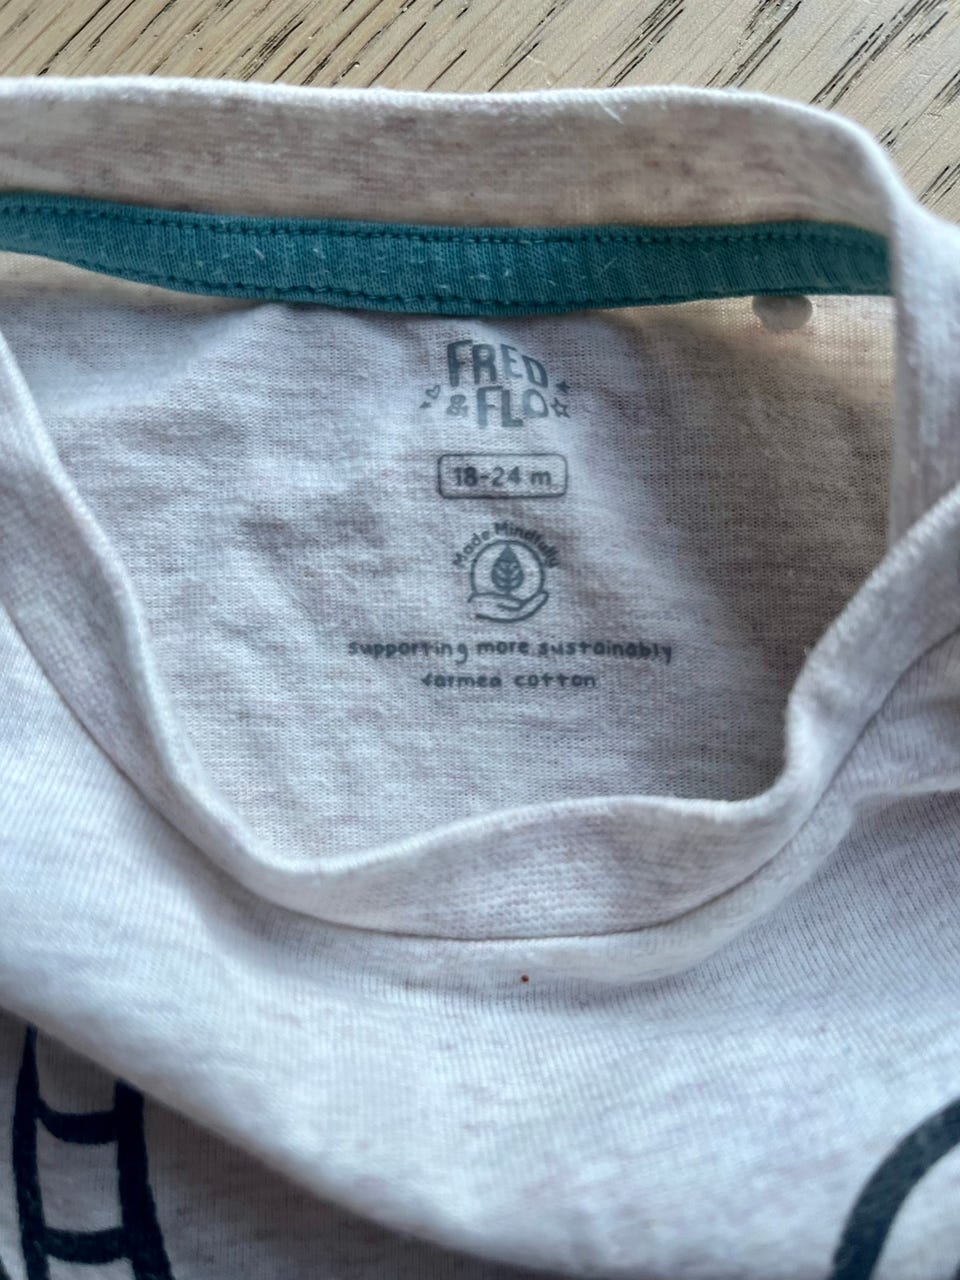 FRED
& FLO
18-24 m
Made Mindfully
supporting more sustainably
farmed cotton